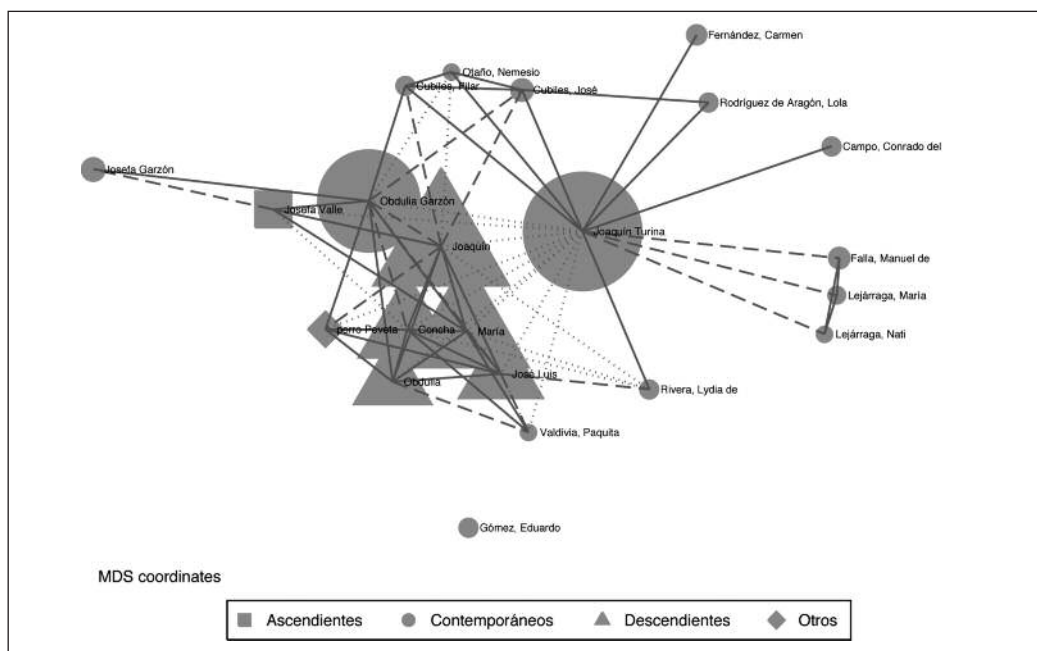 Fernández, Carmen
Otaño, Nemesio
Cubiles, Pilar
Cubiles, José
Rodríguez de Aragón, Lola
Campo, Conrado del
Josefa Garzón
Obdulia Garzón
Josefa Valle
Joaquín Turina
Joaquín
Falla, Manuel de
Lejárraga, María
perro Poveta
Concha
María
Lejárraga, Nati
José Luis
Obdulia
Rivera, Lydia de
Valdivia, Paquita
Gómez, Eduardo
MDS coordinates
Ascendientes
Contemporáneos
Descendientes
Otros